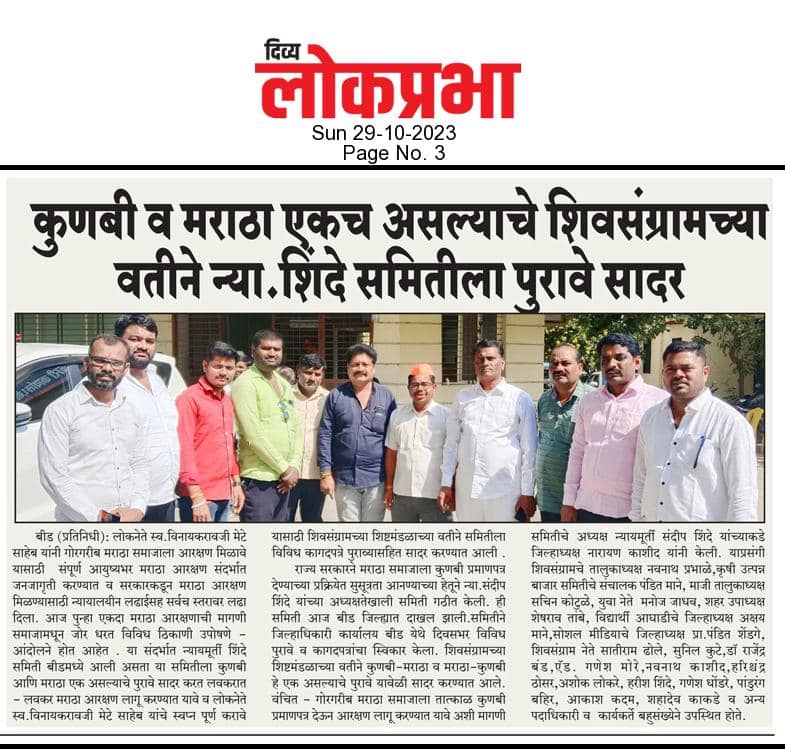 दिव्य
लोकप्रभा
Sun 29-10-2023
Page No. 3
कुणबी व मराठा एकच असल्याचे शिवसंग्रामच्या
वतीने न्या.शिंदे समितीला पुरावे सादर
बीड (प्रतिनिधी): लोकनेते स्व.विनायकरावजी मेटे
साहेब यांनी गोरगरीब मराठा समाजाला आरक्षण मिळावे
यासाठी संपूर्ण आयुष्यभर मराठा आरक्षण संदर्भात
जनजागृती करण्यात व सरकारकडून मराठा आरक्षण
मिळण्यासाठी न्यायालयीन लढाईसह सर्वच स्तरावर लढा
दिला. आज पुन्हा एकदा मराठा आरक्षणाची मागणी
समाजामधून जोर धरत विविध ठिकाणी उपोषणे -
आंदोलने होत आहेत . या संदर्भात न्यायमूर्ती शिंदे
समिती बीडमध्ये आली असता या समितीला कुणबी
आणि मराठा एक असल्याचे पुरावे सादर करत लवकरात
- लवकर मराठा आरक्षण लागू करण्यात यावे व लोकनेते
स्व.विनायकरावजी मेटे साहेब यांचे स्वप्न पूर्ण करावे
यासाठी शिवसंग्रामच्या शिष्टमंडळाच्या वतीने समितीला
विविध कागदपत्रे पुराव्यासहित सादर करण्यात आली .
राज्य सरकारने मराठा समाजाला कुणबी प्रमाणपत्र
देण्याच्या प्रक्रियेत सुसूत्रता आनण्याच्या हेतूने न्या.संदीप
शिंदे यांच्या अध्यक्षतेखाली समिती गठीत केली. ही
समिती आज बीड जिल्ह्यात दाखल झाली.समितीने
जिल्हाधिकारी कार्यालय बीड येथे दिवसभर विविध
पुरावे व कागदपत्रांचा स्विकार केला. शिवसंग्रामच्या
शिष्टमंडळाच्या वतीने कुणबी-मराठा व मराठा-कुणबी
हे एक असल्याचे पुरावे यावेळी सादर करण्यात आले.
वंचित - गोरगरीब मराठा समाजाला तात्काळ कुणबी
प्रमाणपत्र देऊन आरक्षण लागू करण्यात यावे अशी मागणी
समितीचे अध्यक्ष न्यायमूर्ती संदीप शिंदे यांच्याकडे
जिल्हाध्यक्ष नारायण काशीद यांनी केली. याप्रसंगी
शिवसंग्रामचे तालुकाध्यक्ष नवनाथ प्रभाळे,कृषी उत्पन्न
बाजार समितीचे संचालक पंडित माने, माजी तालुकाध्यक्ष
सचिन कोटुळे, युवा नेते मनोज जाधव, शहर उपाध्यक्ष
शेषराव तांबे, विद्यार्थी आघाडीचे जिल्हाध्यक्ष अक्षय
माने,सोशल मीडियाचे जिल्हाध्यक्ष प्रा.पंडित शेंडगे,
शिवसंग्राम नेते सातीराम ढोले, सुनिल कुटे,डॉ राजेंद्र
बंड,ऍड. गणेश मोरे,नवनाथ काशीद,हरिश्चंद्र
ठोसर,अशोक लोकरे, हरीश शिंदे, गणेश धोंडरे, पांडुरंग
बहिर, आकाश कदम, शहादेव काकडे व अन्य
पदाधिकारी व कार्यकर्ते बहुसंख्येने उपस्थित होते.